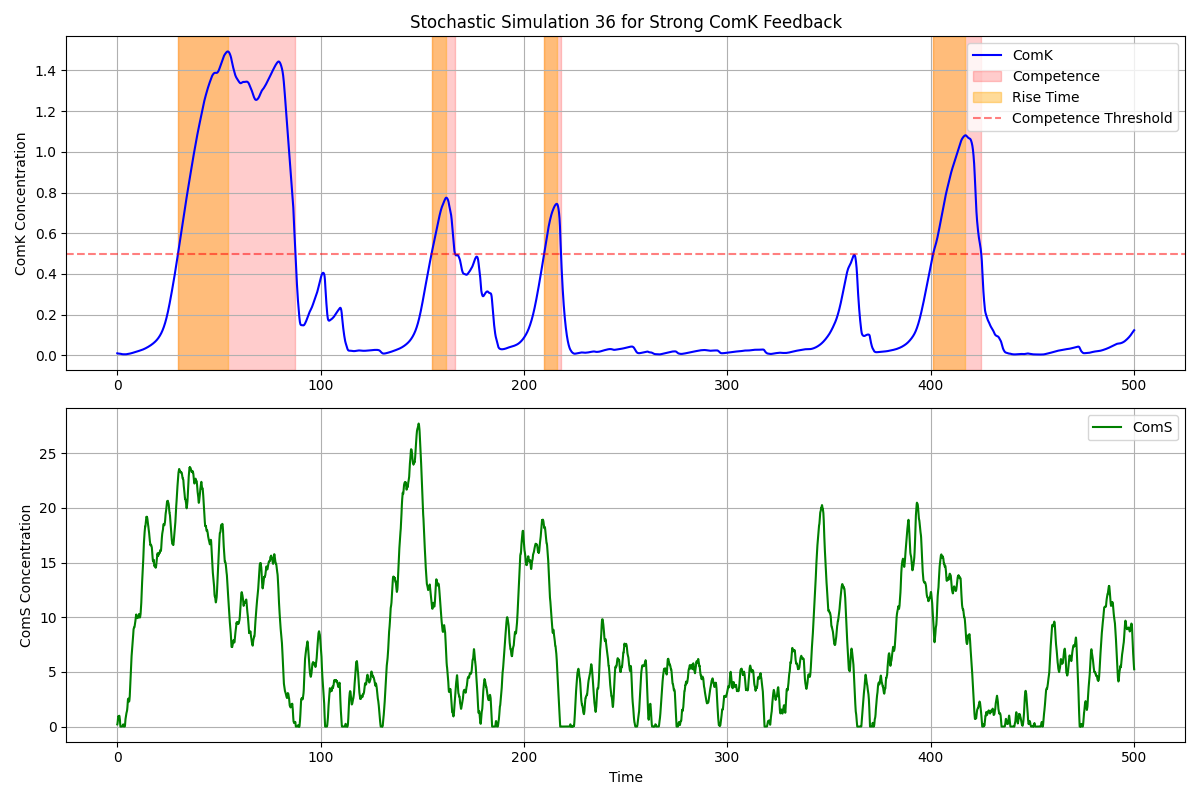 Stochastic Simulation 36 for Strong ComK Feedback
ComK Concentration
1.4
1.2
1.0
0.8
0.6
0.4
0.2
0.0
ComK
Competence
Rise Time
Competence Threshold
0 100 200 300 400 500
ComS Concentration
25
20
15
10
5
0
ComS
0 100 200 300 400 500
Time